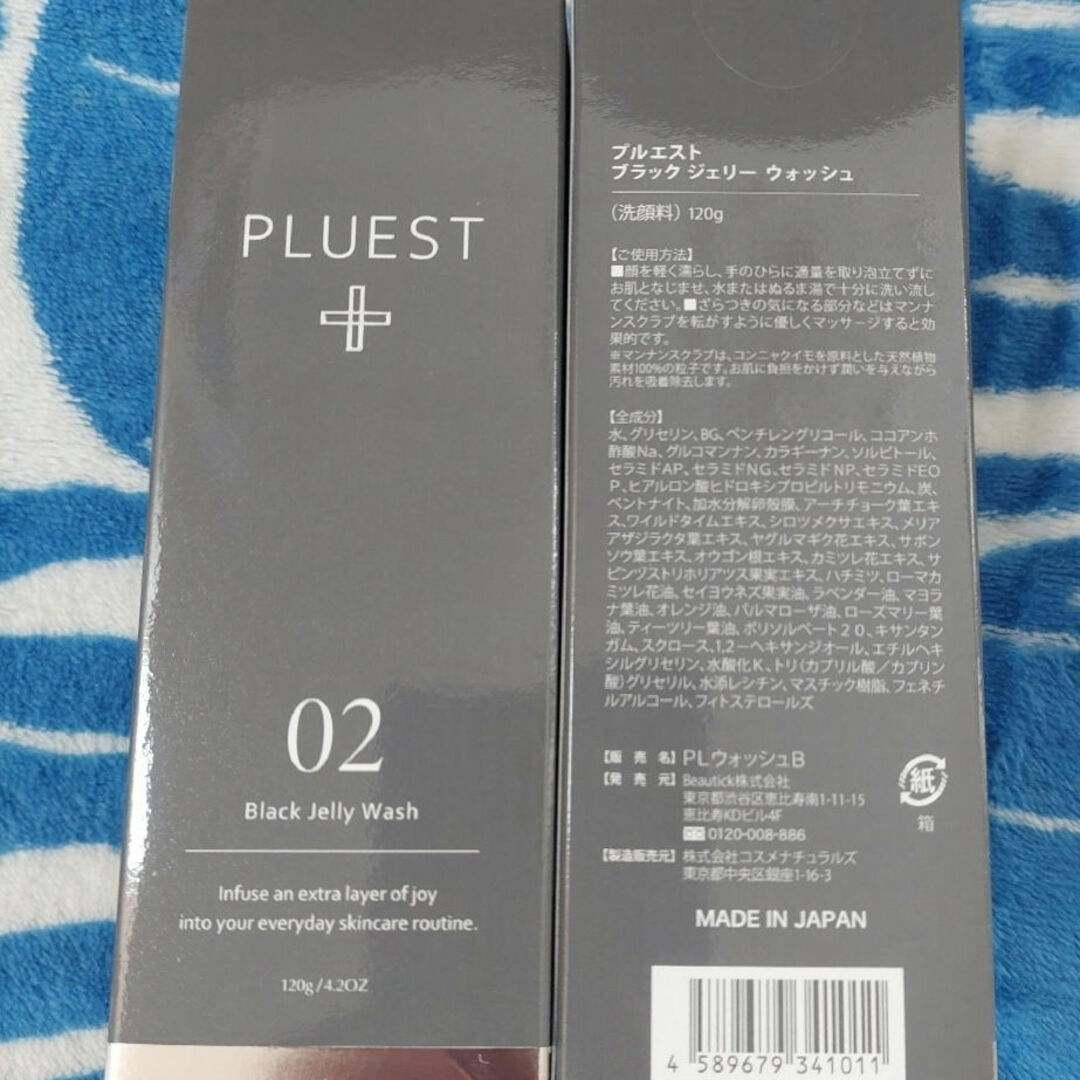 PLUEST
02
Black Jelly Wash
Infuse an extra layer of joy
into your everyday skincare routine.
120g/4.2OZ
プルエスト
ブラック ジェリー ウォッシュ
(洗顔料) 120g
【ご使用方法】
■顔を軽く濡らし、手のひらに適量を取り泡立てずに
お肌となじませ、水またはぬるま湯で十分に洗い流し
てください。■ざらつきの気になる部分などはマンナ
ンスクラブを転がすように優しくマッサージすると効
果的です。
※マンナンスクラブは、コンニャクイモを原料とした天然植物
素材100%の粒子です。お肌に負担をかけず潤いを与えながら
汚れを吸着除去します。
【全成分】
水、グリセリン、BG、ペンチレングリコール、ココアンホ
酢酸Na、グルコマンナン、カラギーナン、ソルビトール、
セラミドAP、セラミドNG、セラミドNP、セラミドEO
P、ヒアルロン酸ヒドロキシプロピルトリモニウム、炭、
ベントナイト、加水分解卵殻膜、アーチチョーク葉エキ
ス、ワイルドタイムエキス、シロツメクサエキス、メリア
アザジラクタ葉エキス、ヤグルマギク花エキス、サボン
ソウ葉エキス、オウゴン根エキス、カミツレ花エキス、サ
ピンヅストリホリアツス果実エキス、ハチミツ、ローマカ
ミツレ花油、セイヨウネズ果実油、ラベンダー油、マヨラ
ナ葉油、オレンジ油、パルマローザ油、ローズマリー葉
油、ティーツリー葉油、ポリソルベート20、キサンタン
ガム、スクロース、1,2-ヘキサンジオール、エチルヘキ
シルグリセリン、水酸化K、トリ(カプリル酸/カプリン
酸)グリセリル、水添レシチン、マスチック樹脂、フェネチ
ルアルコール、フィトステロールズ
【販売名】PLウォッシュB
【発売元】Beautick株式会社
東京都渋谷区恵比寿南1-11-15
恵比寿KDビル4F
0120-008-886
【製造販売元】株式会社コスメナチュラルズ
東京都中央区銀座1-16-3
紙
箱
MADE IN JAPAN
4 589679 341011